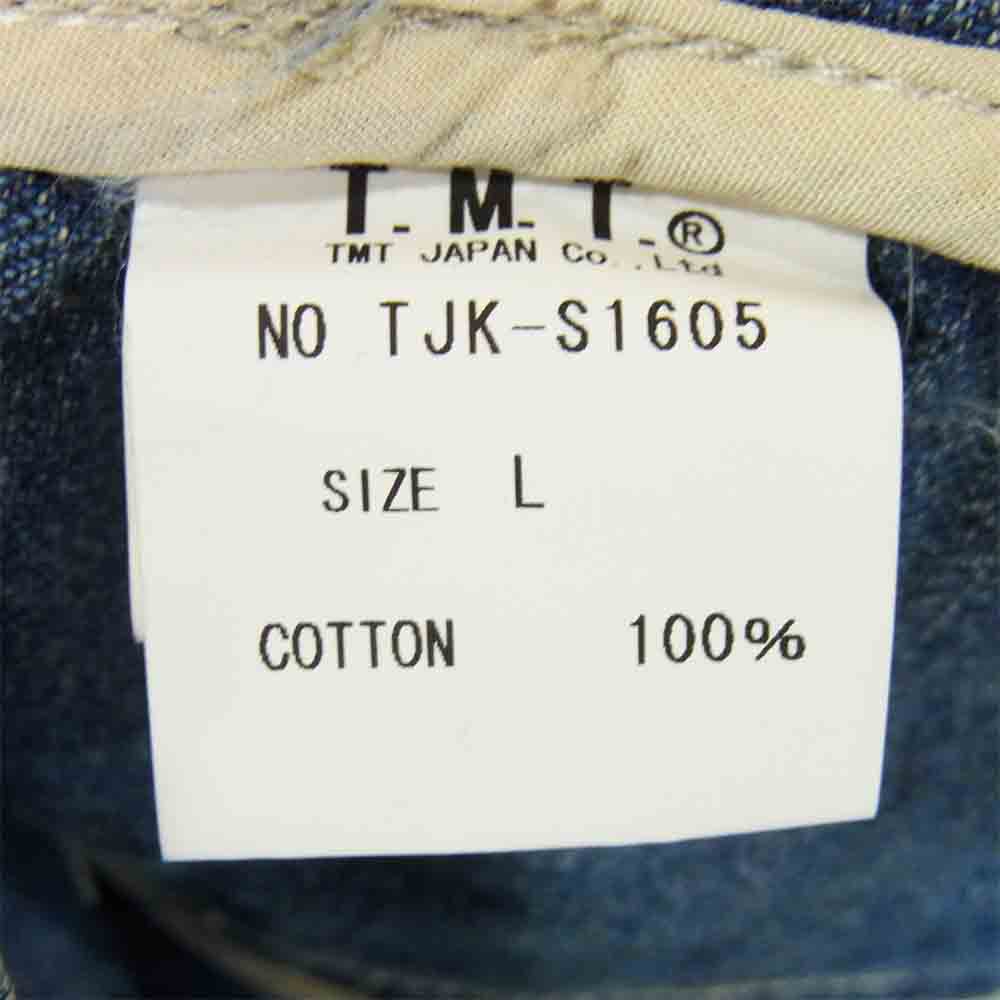 T.M.T.®
TMT JAPAN Co.,Ltd
NO TJK-S1605
SIZE L
COTTON 100%